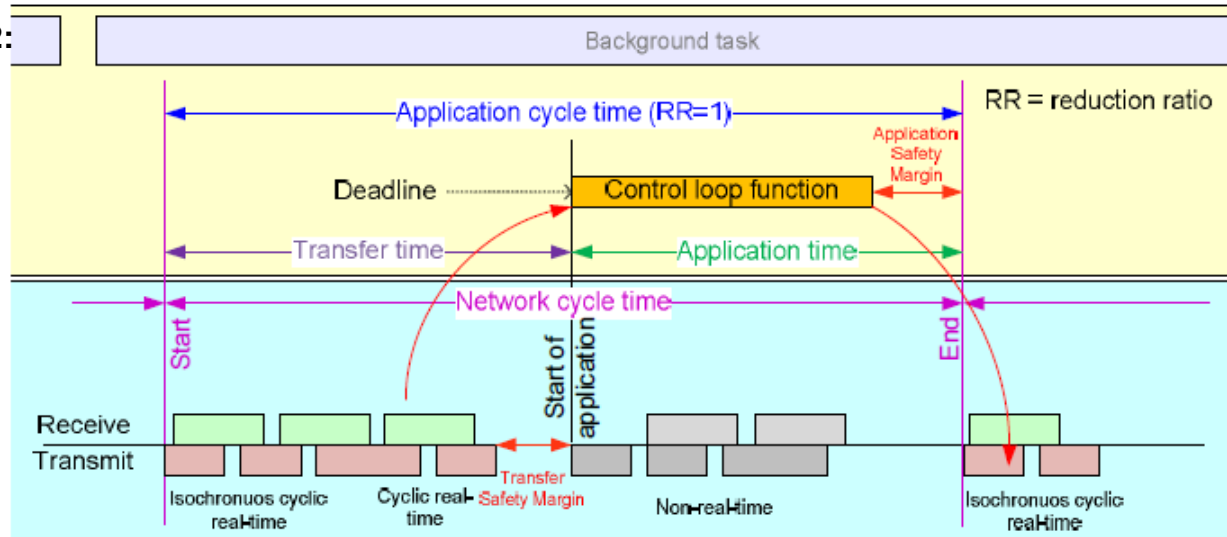 2:
Background task
Application cycle time (RR=1)
RR = reduction ratio
Application
Safety
Margin
Deadline
Control loop function
Transfer time
Application time
Network cycle time
Start
Start of
application
End
Receive
Transmit
Isochronuos cyclic
real-time
Cyclic real-
time
Transfer
Safety Margin
Non-real-time
Isochronuos cyclic
real-time